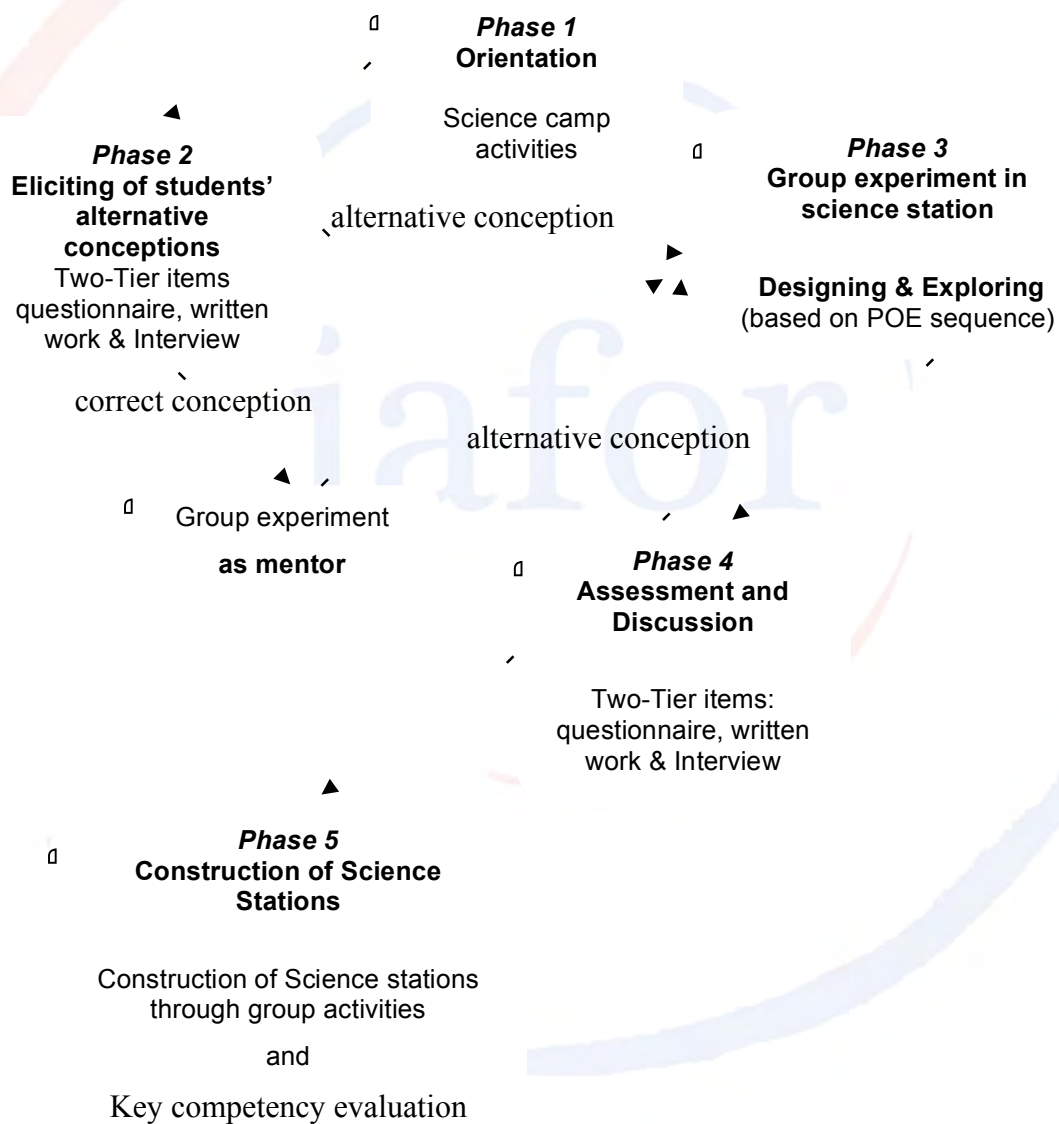 Phase 1
Orientation
Science camp
activities
Phase 2
Eliciting of students’
alternative
conceptions
Two-Tier items
questionnaire, written
work & Interview
alternative conception
Phase 3
Group experiment in
science station
Designing & Exploring
(based on POE sequence)
correct conception
iafor
alternative conception
Group experiment
as mentor
Phase 4
Assessment and
Discussion
Two-Tier items:
questionnaire, written
work & Interview
Phase 5
Construction of Science
Stations
Construction of Science stations
through group activities
and
Key competency evaluation